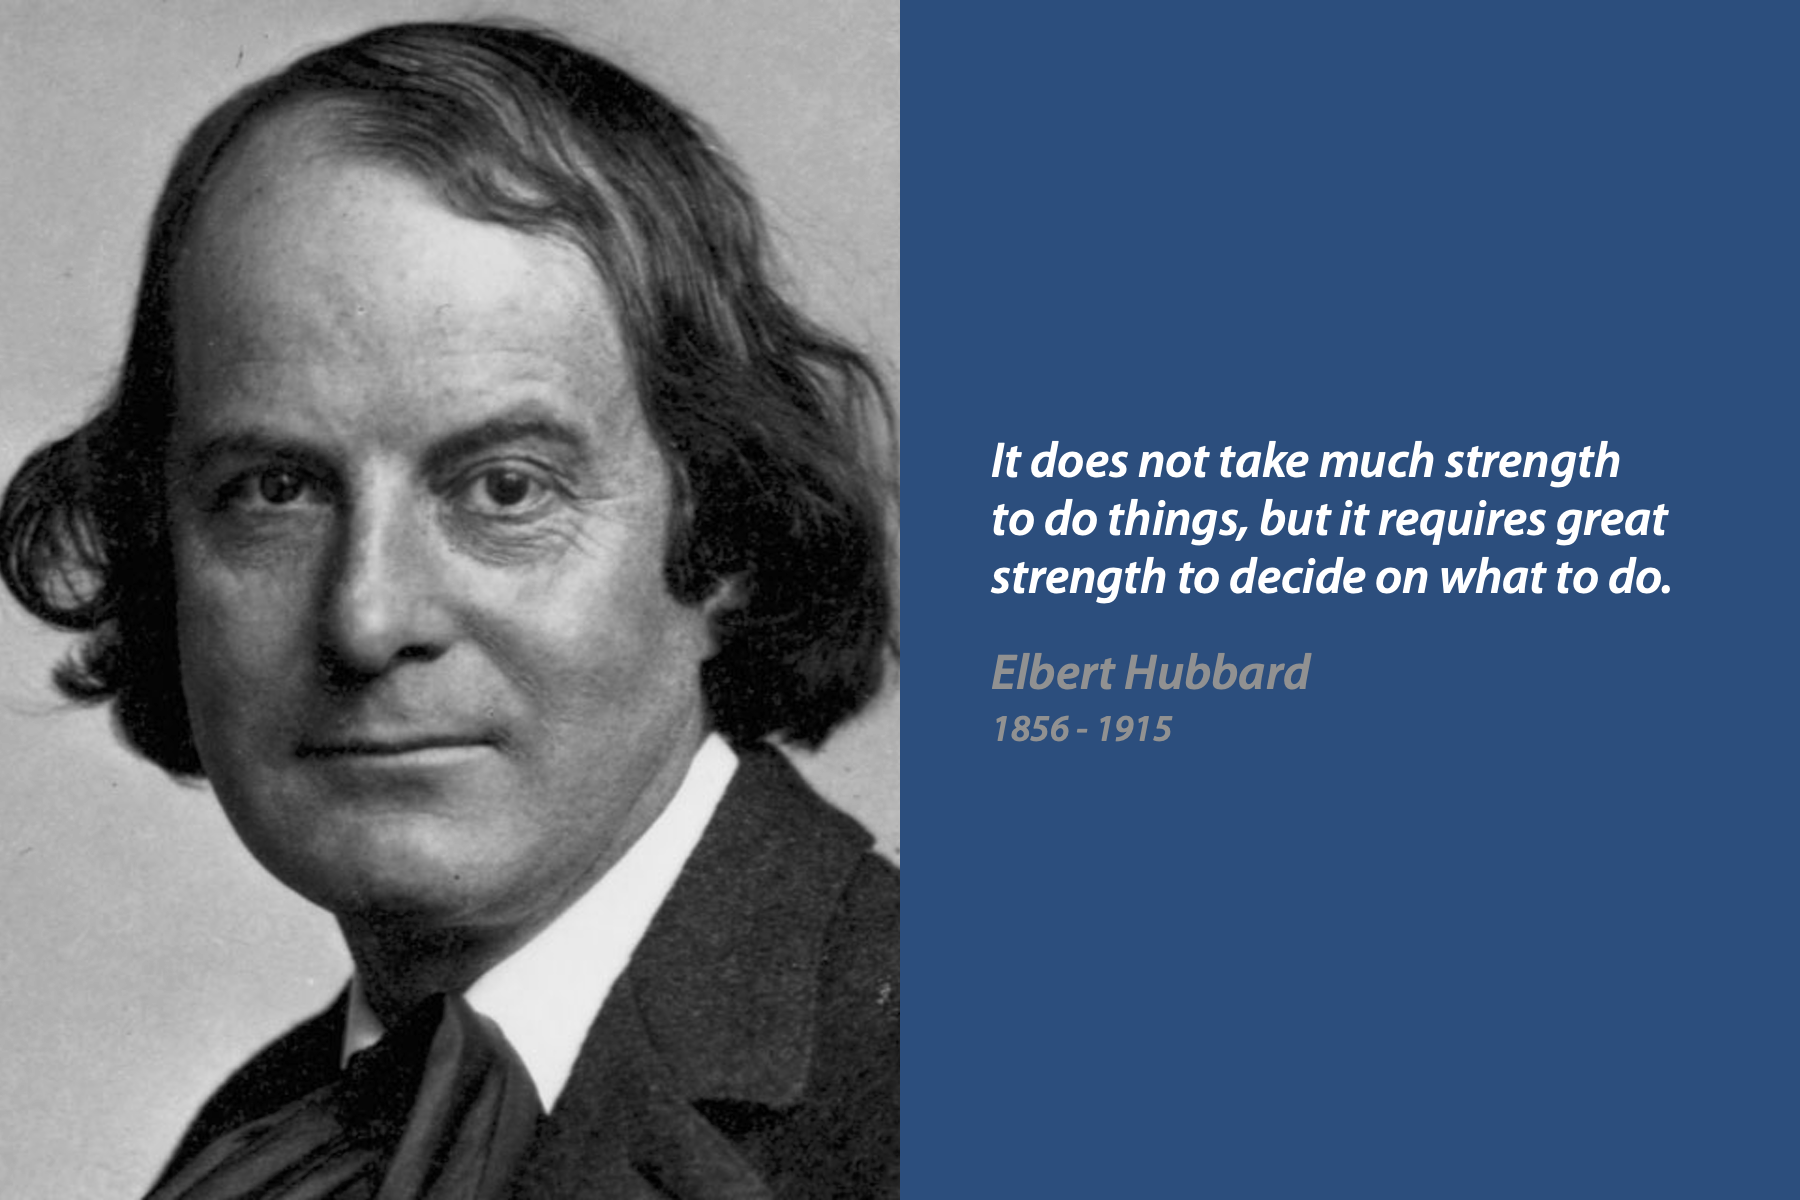 It does not take much strength
to do things, but it requires great
strength to decide on what to do.
Elbert Hubbard
1856 - 1915